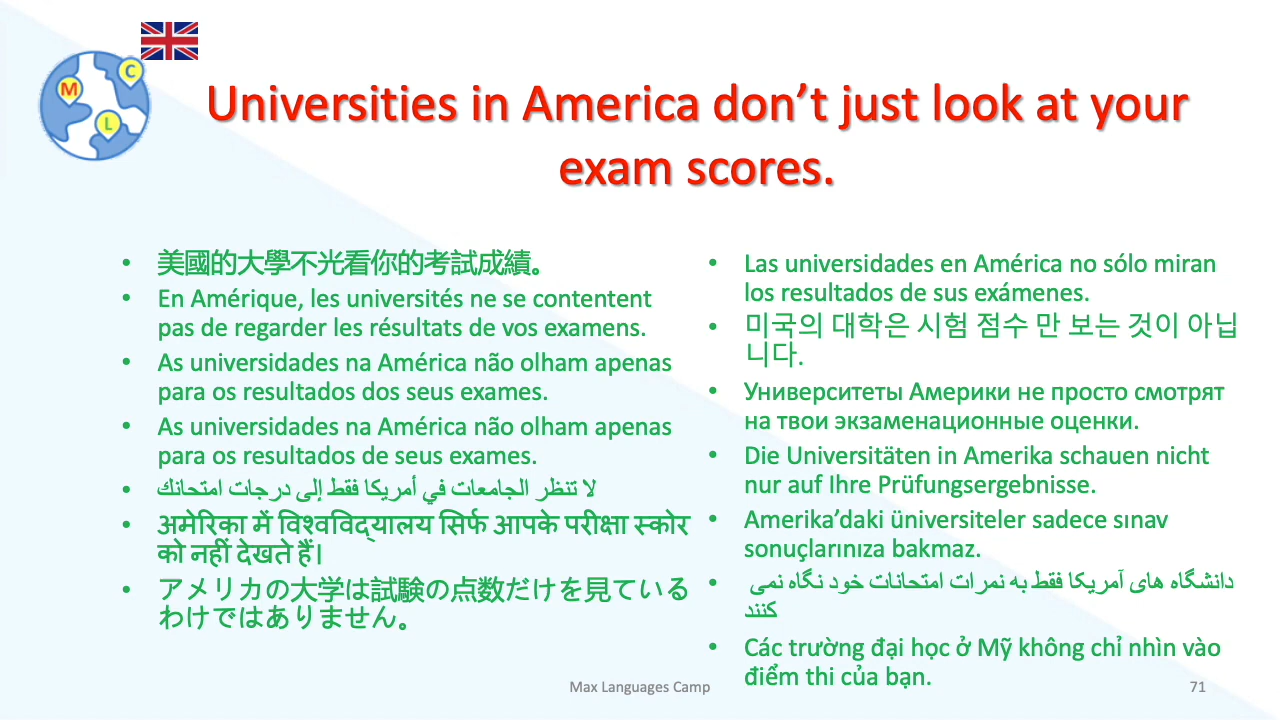 M
C
L
Universities in America don’t just look at your
exam scores.
• 美國的大學不光看你的考試成績。
• En Amérique, les universités ne se contentent
pas de regarder les résultats de vos examens.
• As universidades na América não olham apenas
para os resultados dos seus exames.
• As universidades na América não olham apenas
para os resultados de seus exames.
• لا تنظر الجامعات في أمريكا فقط إلى درجات امتحانك
• अमेरिका में विश्वविद्यालय सिर्फ आपके परीक्षा स्कोर
को नहीं देखते हैं।
• アメリカの大学は試験の点数だけを見ている
わけではありません。
• Las universidades en América no sólo miran
los resultados de sus exámenes.
• 미국의 대학은 시험 점수 만 보는 것이 아닙
니다.
• Университеты Америки не просто смотрят
на твои экзаменационные оценки.
• Die Universitäten in Amerika schauen nicht
nur auf Ihre Prüfungsergebnisse.
• Amerika’daki üniversiteler sadece sınav
sonuçlarınıza bakmaz.
• دانشگاه های آمریکا فقط به نمرات امتحانات خود نگاه نمی
کنند
• Các trường đại học ở Mỹ không chỉ nhìn vào
điểm thi của bạn.
Max Languages Camp
71